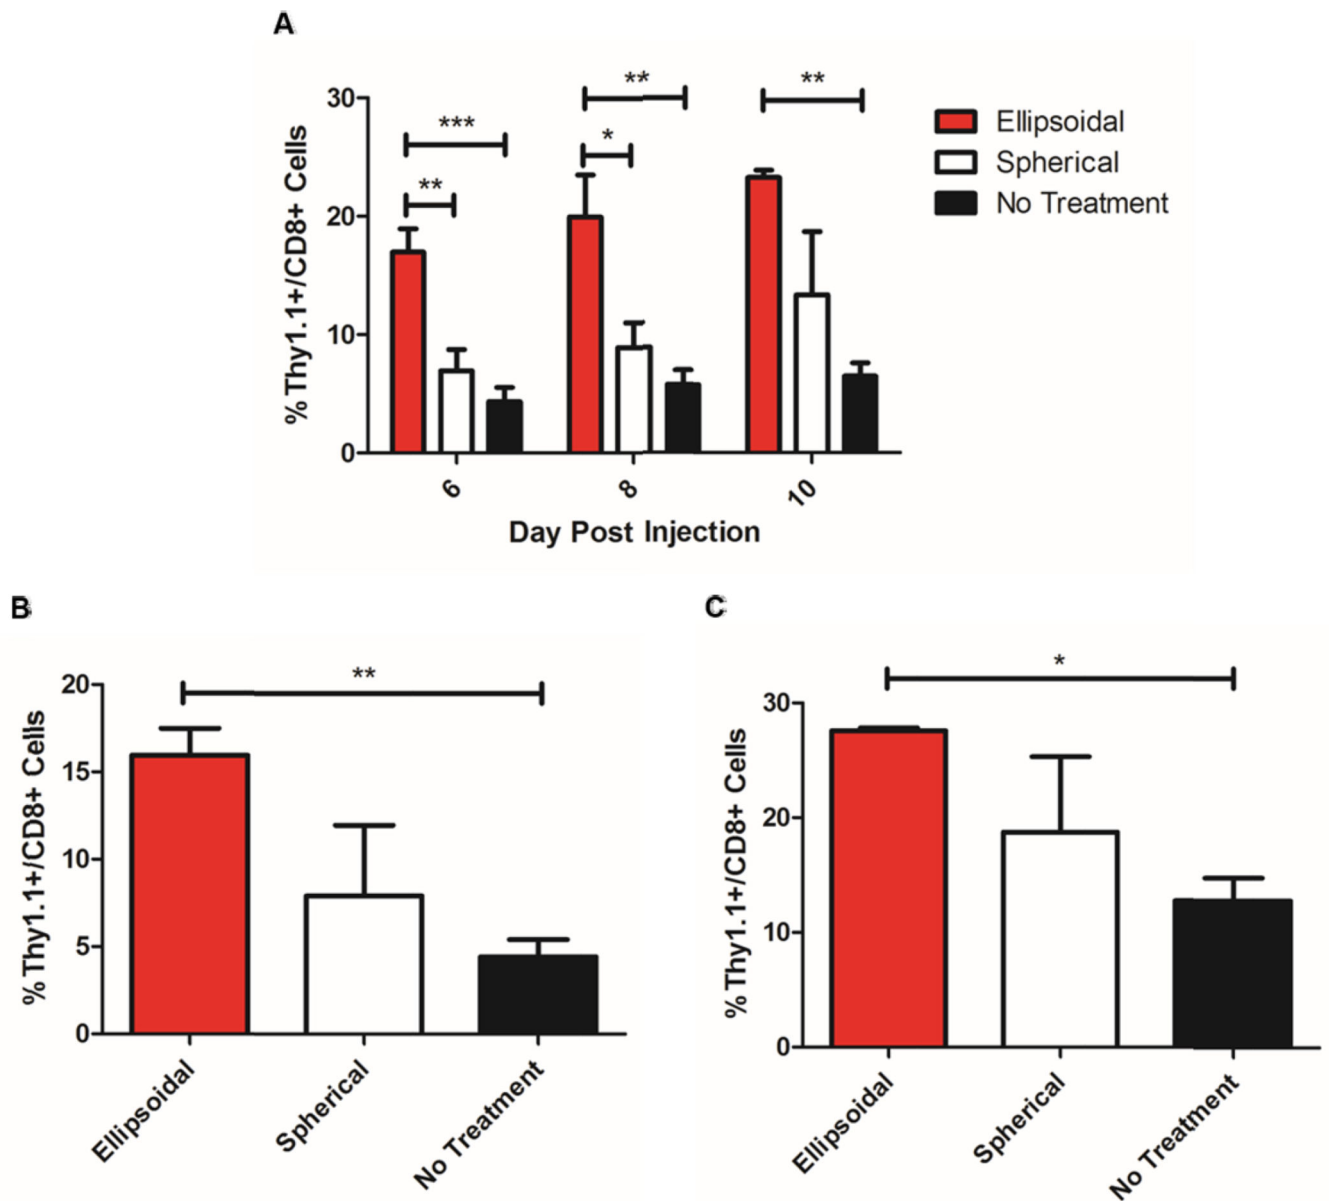 A
% Thy1.1+/CD8+ Cells
30
20
10
0
***
**
**
*
**
Ellipsoidal
Spherical
No Treatment
6
8
10
Day Post Injection
B
% Thy1.1+/CD8+ Cells
20
15
10
5
0
**
Ellipsoidal
Spherical
No Treatment
C
% Thy1.1+/CD8+ Cells
30
20
10
0
*
Ellipsoidal
Spherical
No Treatment